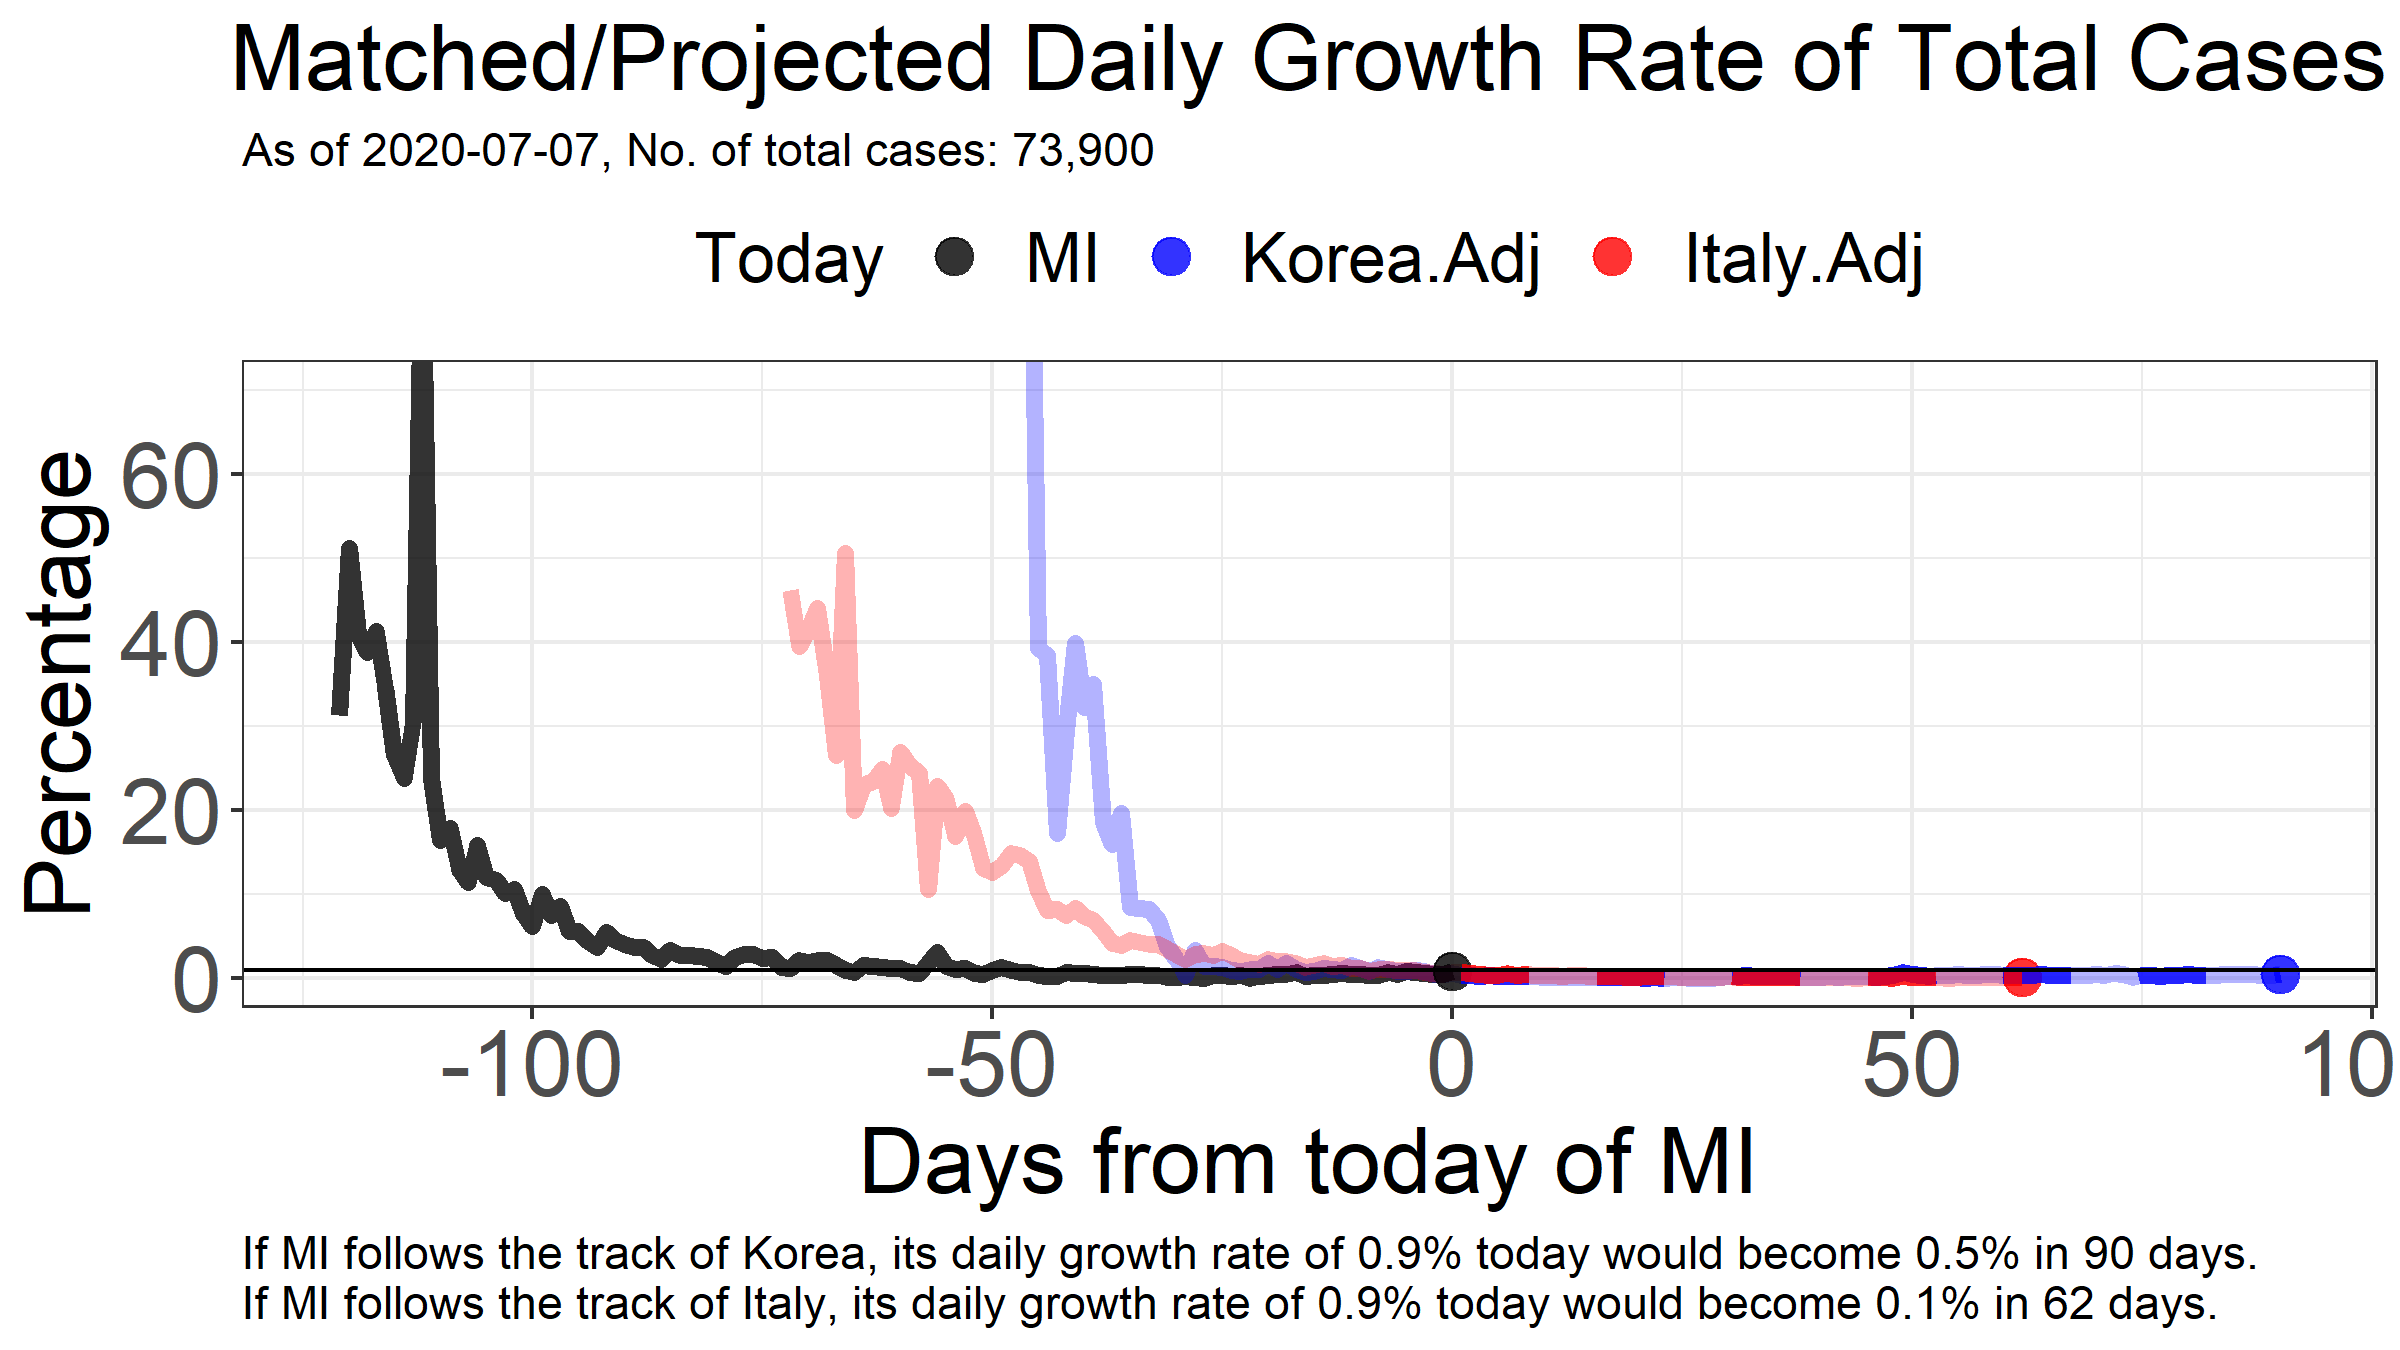 Matched/Projected Daily Growth Rate of Total Cases
As of 2020-07-07, No. of total cases: 73,900
Today MI Korea.Adj Italy.Adj
Percentage
60
40
20
0
-100 -50 0 50 10
Days from today of MI
If MI follows the track of Korea, its daily growth rate of 0.9% today would become 0.5% in 90 days.
If MI follows the track of Italy, its daily growth rate of 0.9% today would become 0.1% in 62 days.